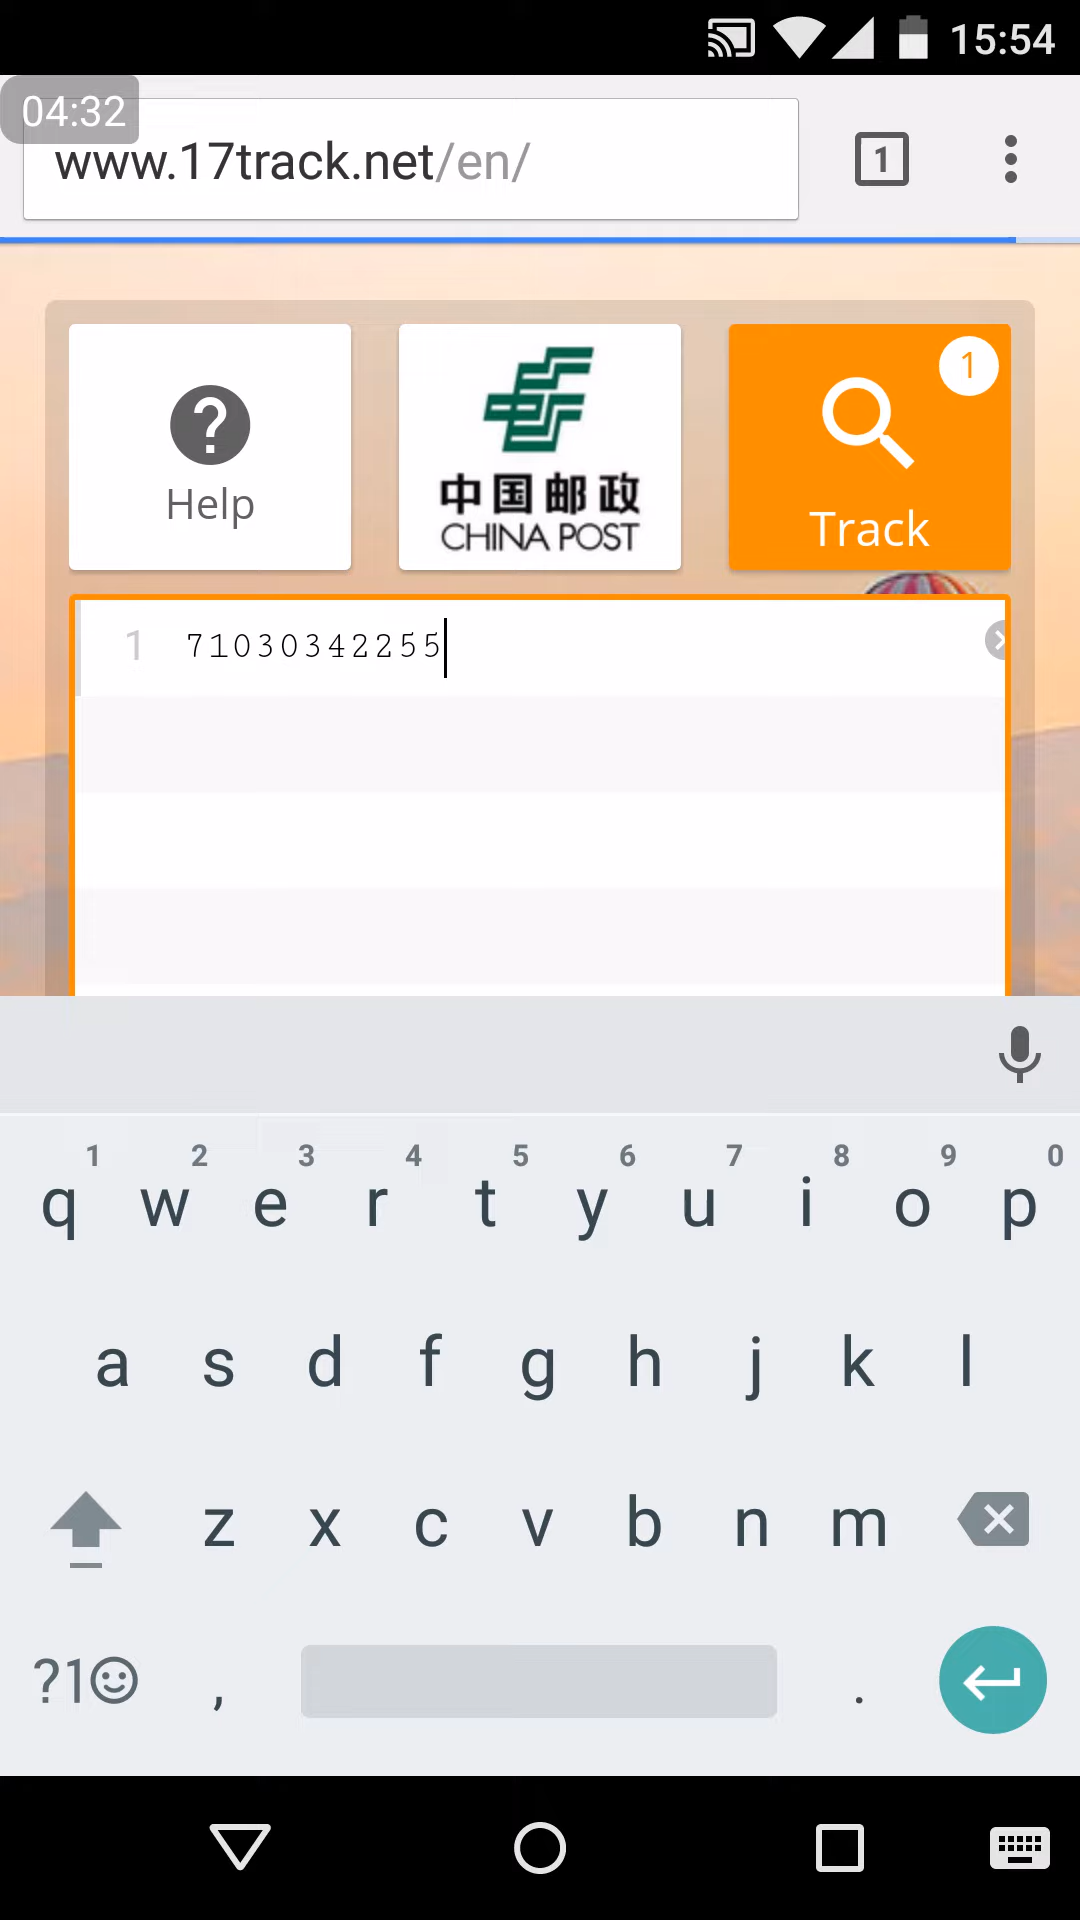 15:54
04:32
www.17track.net/en/
1
Help
中国邮政
CHINA POST
1
Track
1 71030342255
1 2 3 4 5 6 7 8 9 0
q w e r t y u i o p
a s d f g h j k l
z x c v b n m
?1 , .